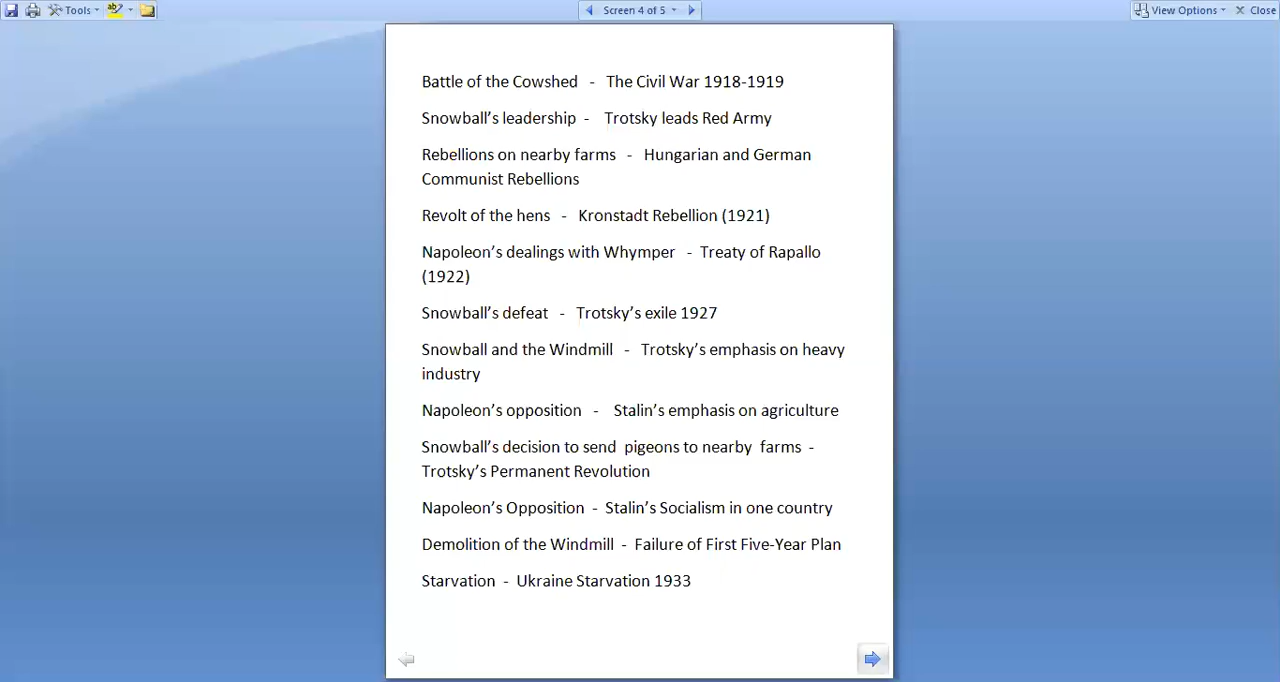 Tools
Screen 4 of 5
View Options
Close
Battle of the Cowshed - The Civil War 1918-1919
Snowball’s leadership - Trotsky leads Red Army
Rebellions on nearby farms - Hungarian and German
Communist Rebellions
Revolt of the hens - Kronstadt Rebellion (1921)
Napoleon’s dealings with Whymper - Treaty of Rapallo
(1922)
Snowball’s defeat - Trotsky’s exile 1927
Snowball and the Windmill - Trotsky’s emphasis on heavy
industry
Napoleon’s opposition - Stalin’s emphasis on agriculture
Snowball’s decision to send pigeons to nearby farms -
Trotsky’s Permanent Revolution
Napoleon’s Opposition - Stalin’s Socialism in one country
Demolition of the Windmill - Failure of First Five-Year Plan
Starvation - Ukraine Starvation 1933